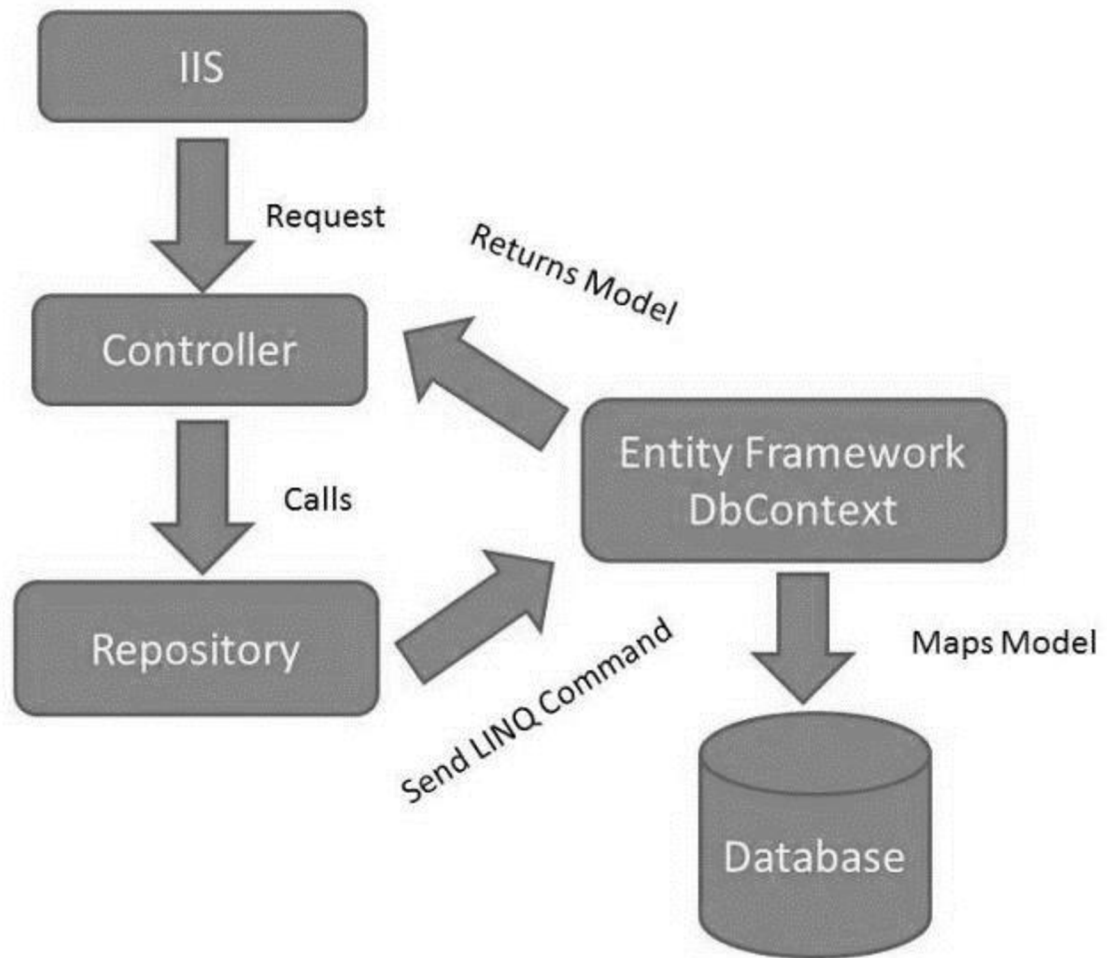 IIS
Request
Returns Model
Controller
Entity Framework
DbContext
Calls
Repository
Send LINQ Command
Maps Model
Database